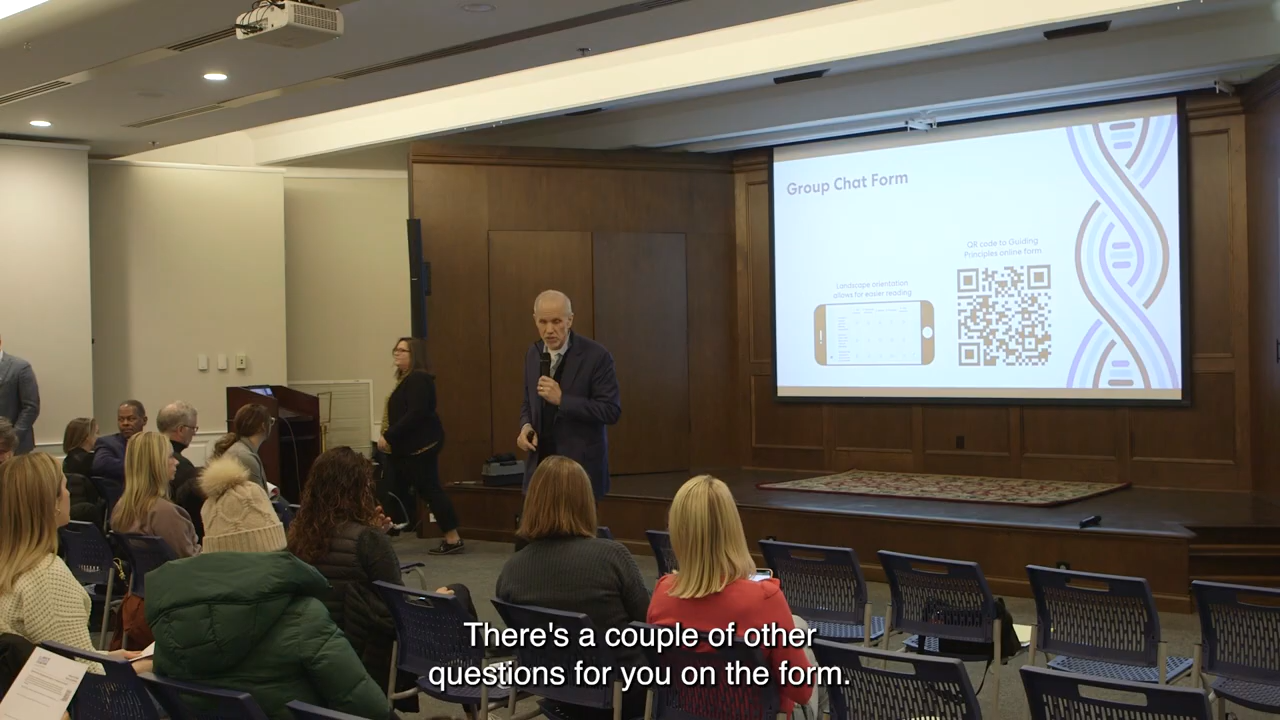 Group Chat Form
QR code to Guiding
Principles online form
Landscape orientation
allows for easier reading
There's a couple of other
questions for you on the form.